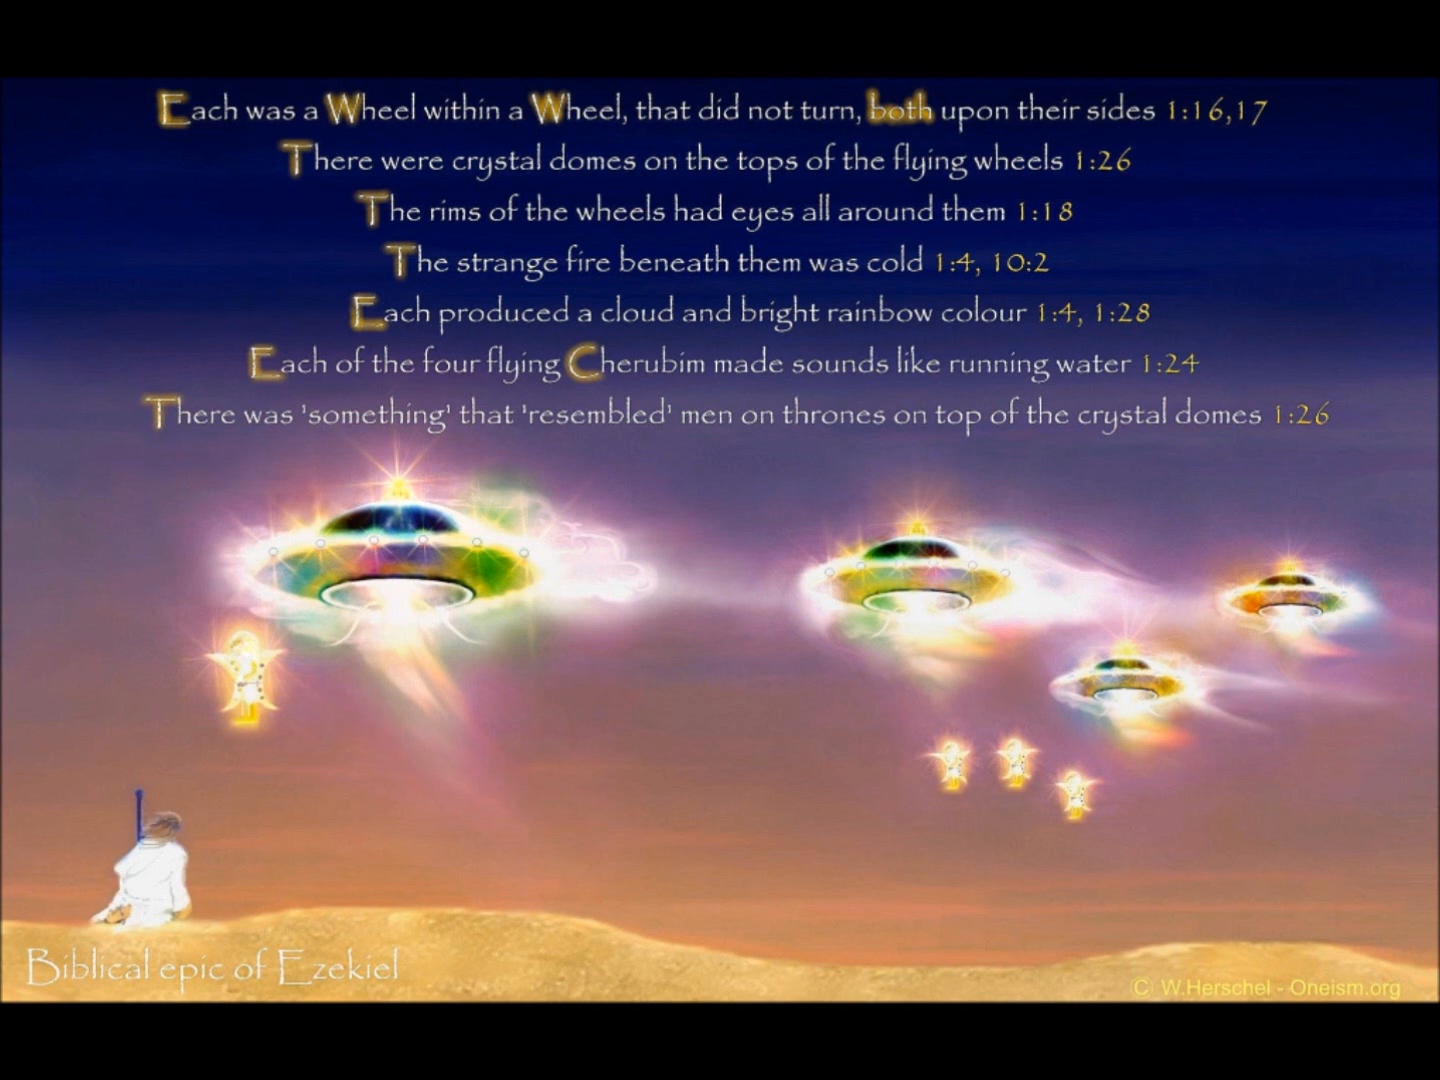 Each was a Wheel within a Wheel, that did not turn, both upon their sides 1:16,17
There were crystal domes on the tops of the flying wheels 1:26
The rims of the wheels had eyes all around them 1:18
The strange fire beneath them was cold 1:4, 10:2
Each produced a cloud and bright rainbow colour 1:4, 1:28
Each of the four flying Cherubim made sounds like running water 1:24
There was 'something' that 'resembled' men on thrones on top of the crystal domes 1:26
Biblical epic of Ezekiel
© W.Herschel - Oneism.org